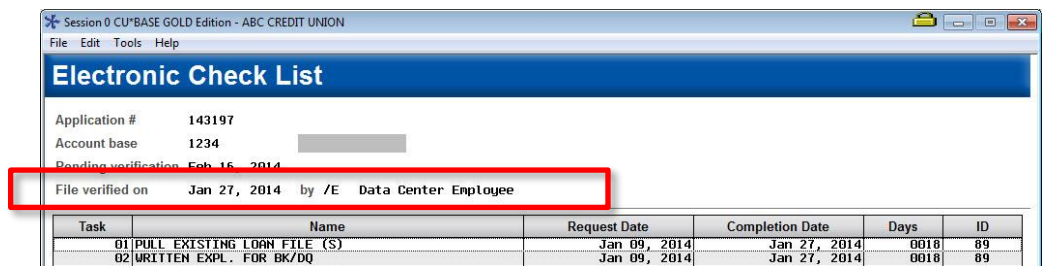 Session 0 CU*BASE GOLD Edition - ABC CREDIT UNION
File Edit Tools Help
Electronic Check List
Application # 143197
Account base 1234
Pending verification Feb 16, 2014
File verified on Jan 27, 2014 by /E Data Center Employee
Task Name Request Date Completion Date Days ID
01 PULL EXISTING LOAN FILE (S) Jan 09, 2014 Jan 27, 2014 0018 89
02 WRITTEN EXPL. FOR BK/DQ Jan 09, 2014 Jan 27, 2014 0018 89